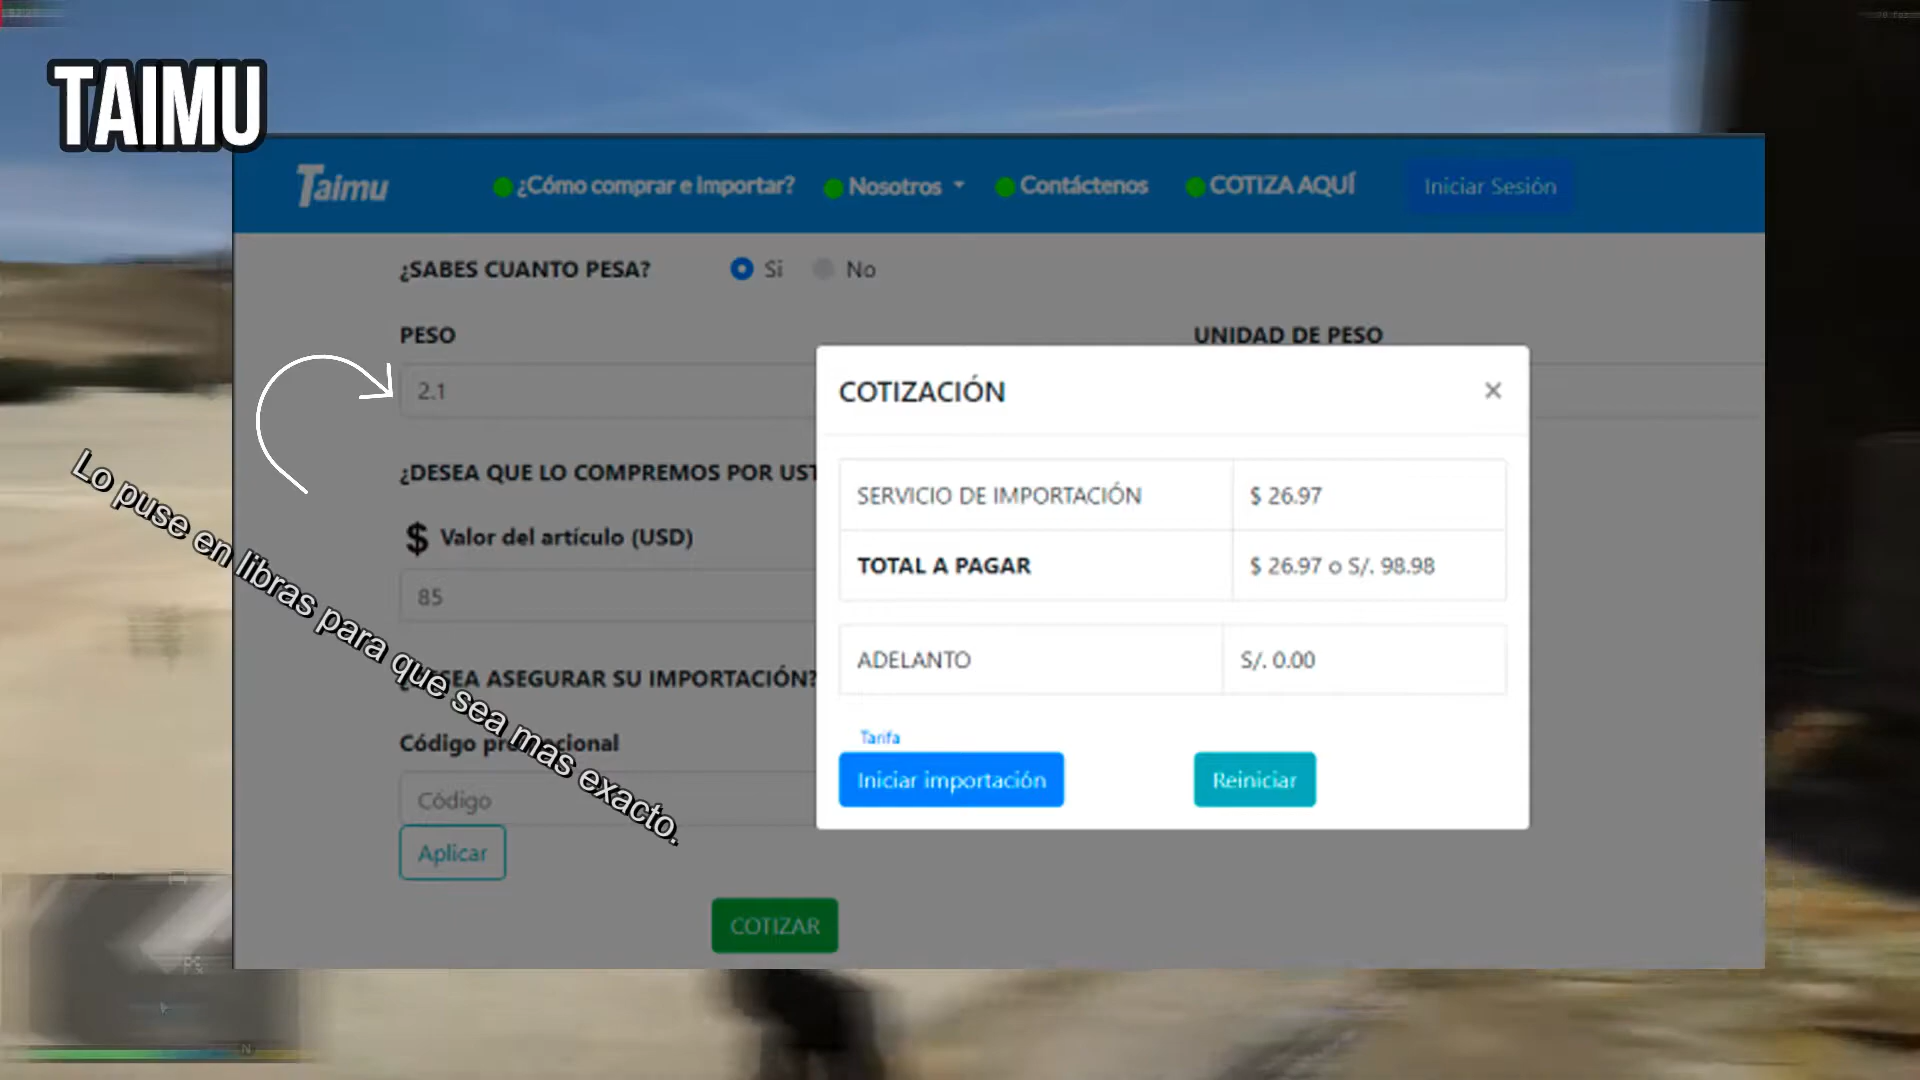 TAIMU
Taimu
¿Cómo comprar e Importar?
Nosotros
Contáctenos
COTIZA AQUÍ
Iniciar Sesión
¿SABES CUANTO PESA?
Si
No
PESO
UNIDAD DE PESO
2.1
COTIZACIÓN
×
¿DESEA QUE LO COMPREMOS POR UST
SERVICIO DE IMPORTACIÓN
$ 26.97
$ Valor del artículo (USD)
TOTAL A PAGAR
$ 26.97 o S/. 98.98
85
ADELANTO
S/. 0.00
Lo puse en libras para que sea mas exacto.
ASEGURAR SU IMPORTACIÓN?
Tarifa
Código
Iniciar importación
Reiniciar
Código
Aplicar
COTIZAR
N